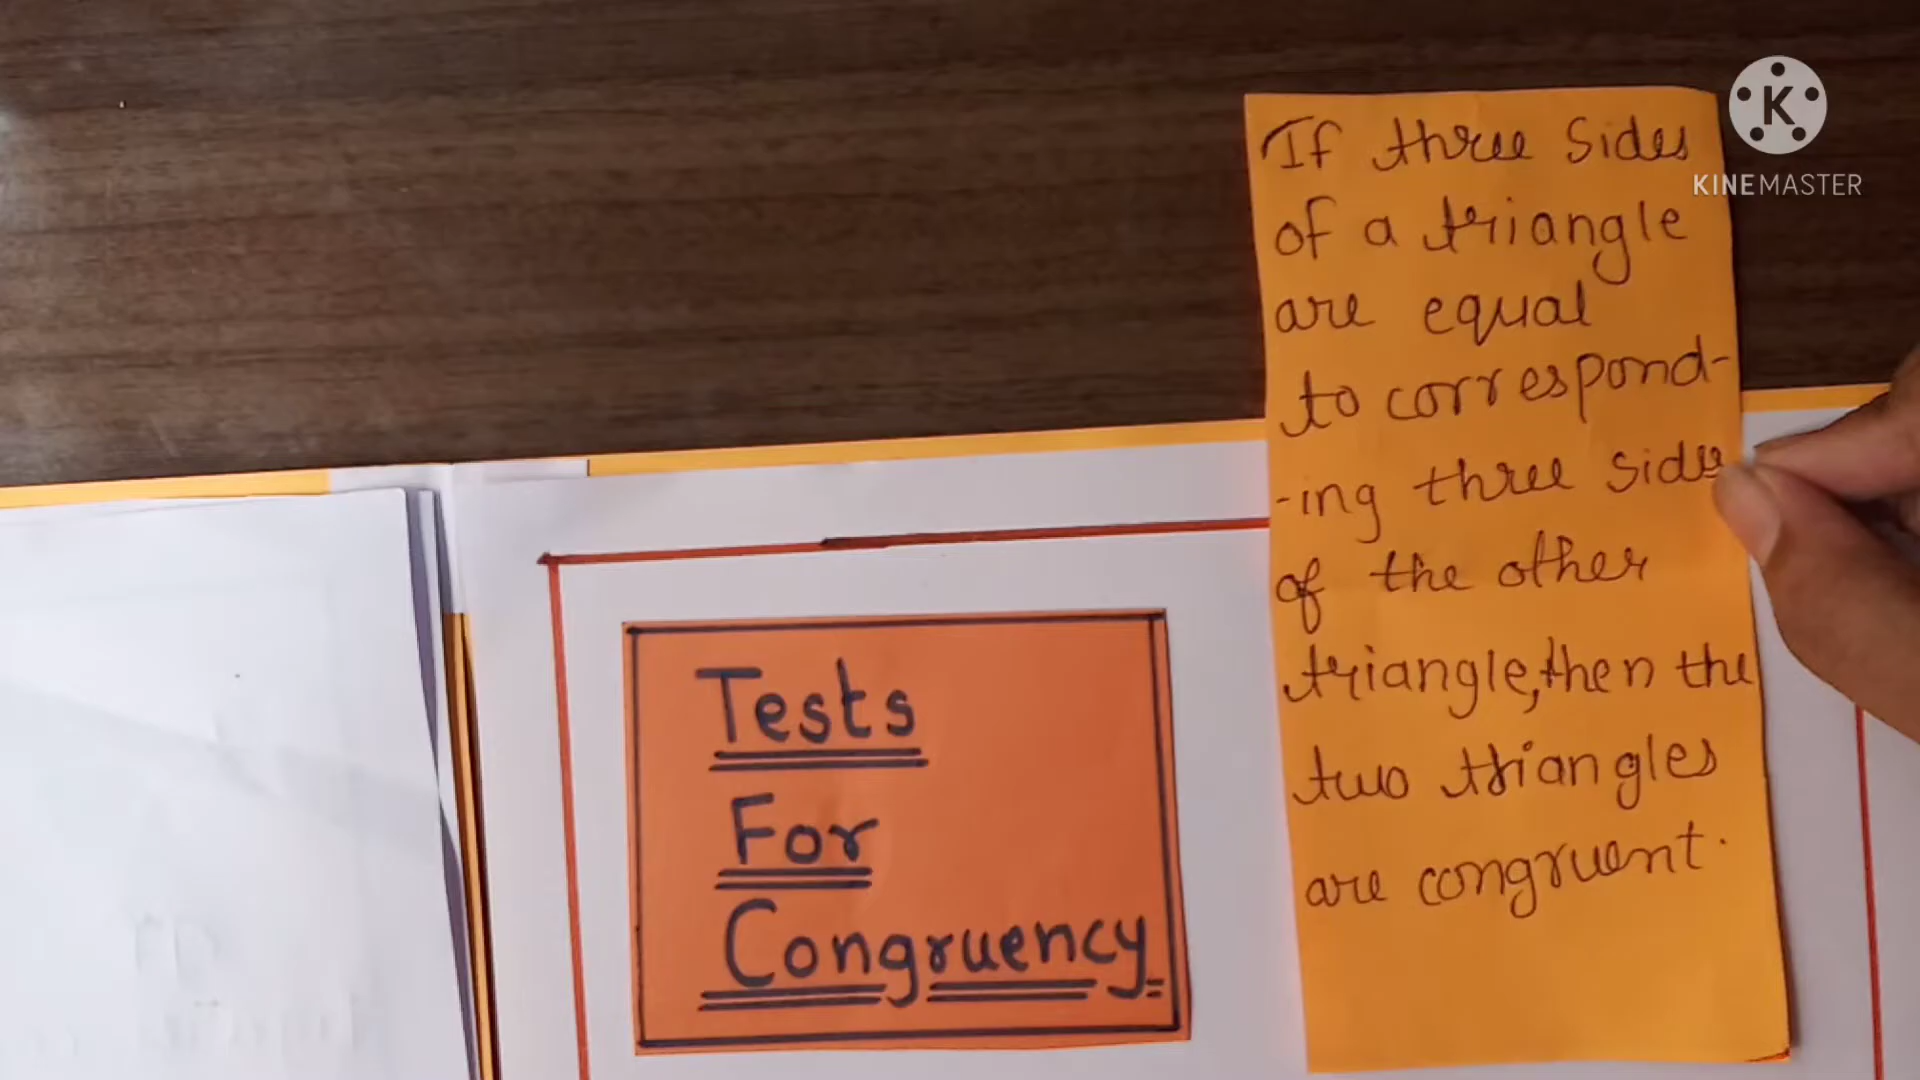 If three sides
of a triangle
are equal
to correspond-
-ing three sides
of the other
triangle, then the
two triangles
are congruent.
Tests
For
Congruency
K
KINEMASTER